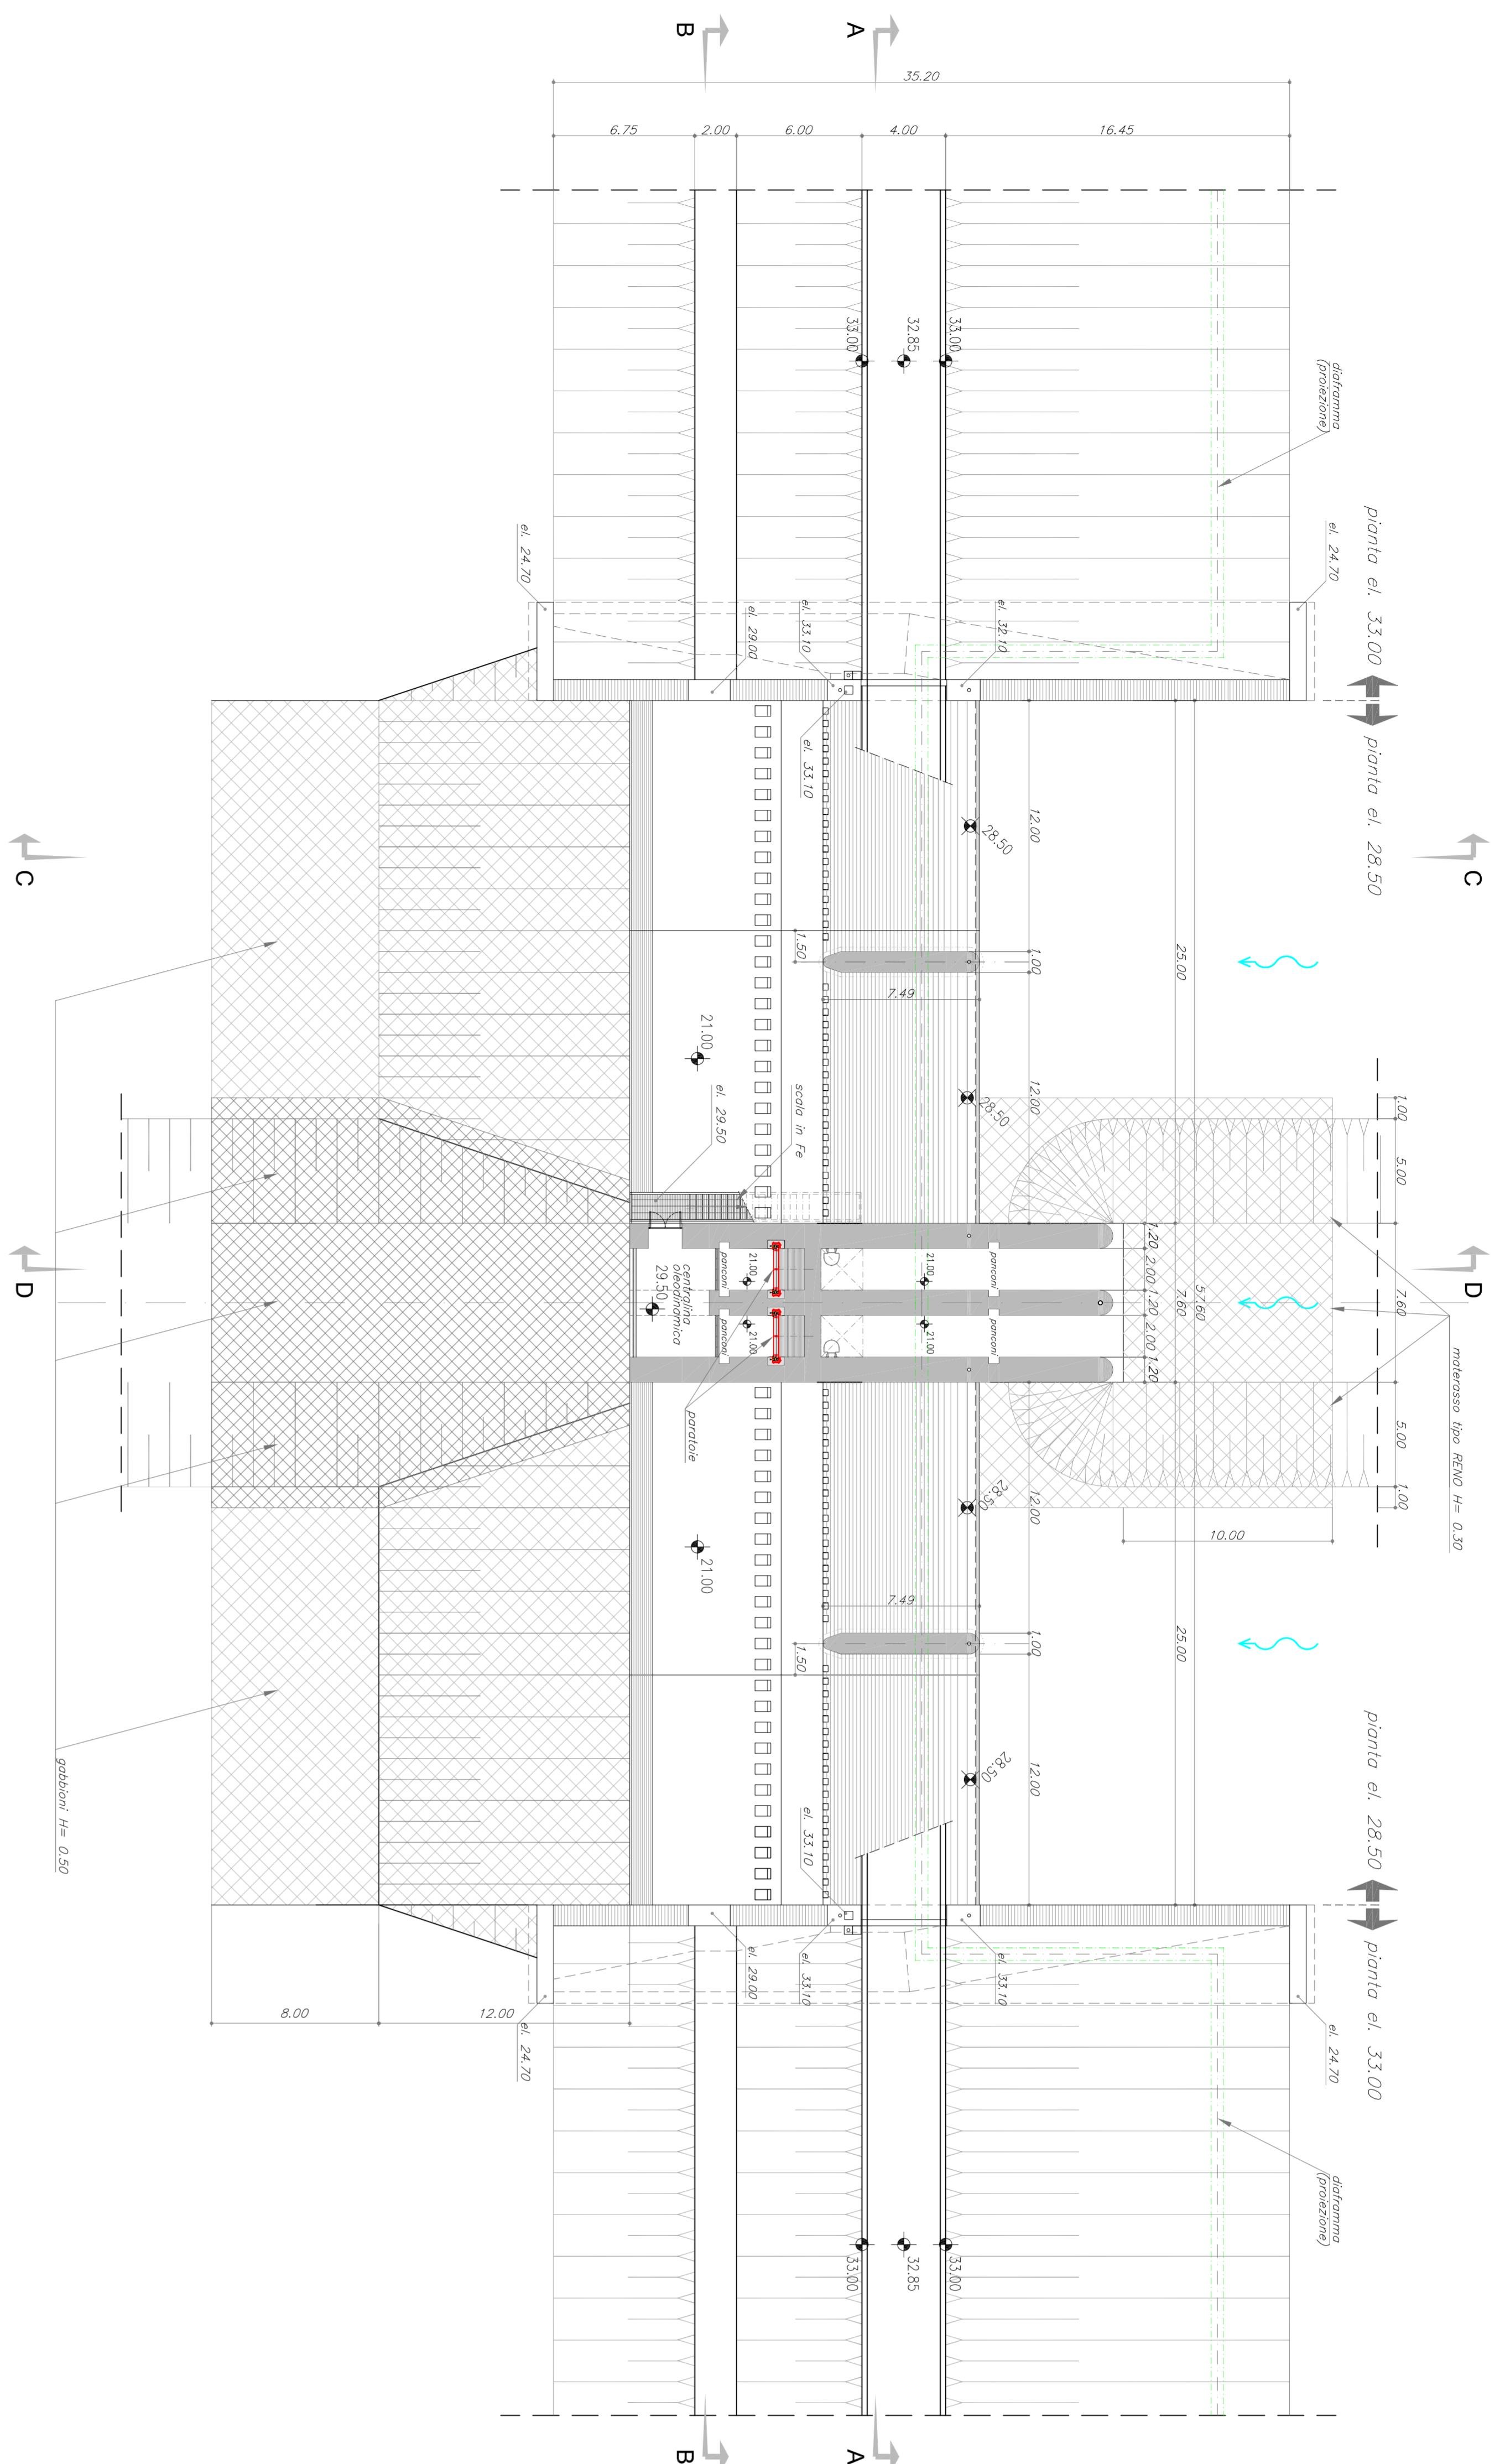 B
A
35.20
6.75
2.00
6.00
4.00
16.45
33.00
32.85
33.00
diaframma
(proiezione)
pianta el. 33.00
el. 24.70
el. 24.70
el. 29.00
el. 33.10
el. 32.10
el. 33.10
pianta el. 28.50
12.00
28.50
C
C
25.00
1.50
1.00
7.49
21.00
el. 29.50
scala in Fe
12.00
28.50
1.00
5.00
D
D
centralina
oleodinamica
29.50
panconi
21.00
21.00
panconi
1.20
2.00
1.20
2.00
1.20
7.60
57.60
7.60
panconi
21.00
21.00
panconi
materasso tipo RENO H= 0.30
paratoie
5.00
1.00
10.00
28.50
12.00
21.00
7.49
1.50
1.00
25.00
28.50
12.00
pianta el. 28.50
gabbioni H= 0.50
el. 33.10
8.00
12.00
el. 24.70
el. 29.00
el. 33.10
el. 33.10
el. 24.70
pianta el. 33.00
diaframma
(proiezione)
33.00
32.85
33.00
B
A